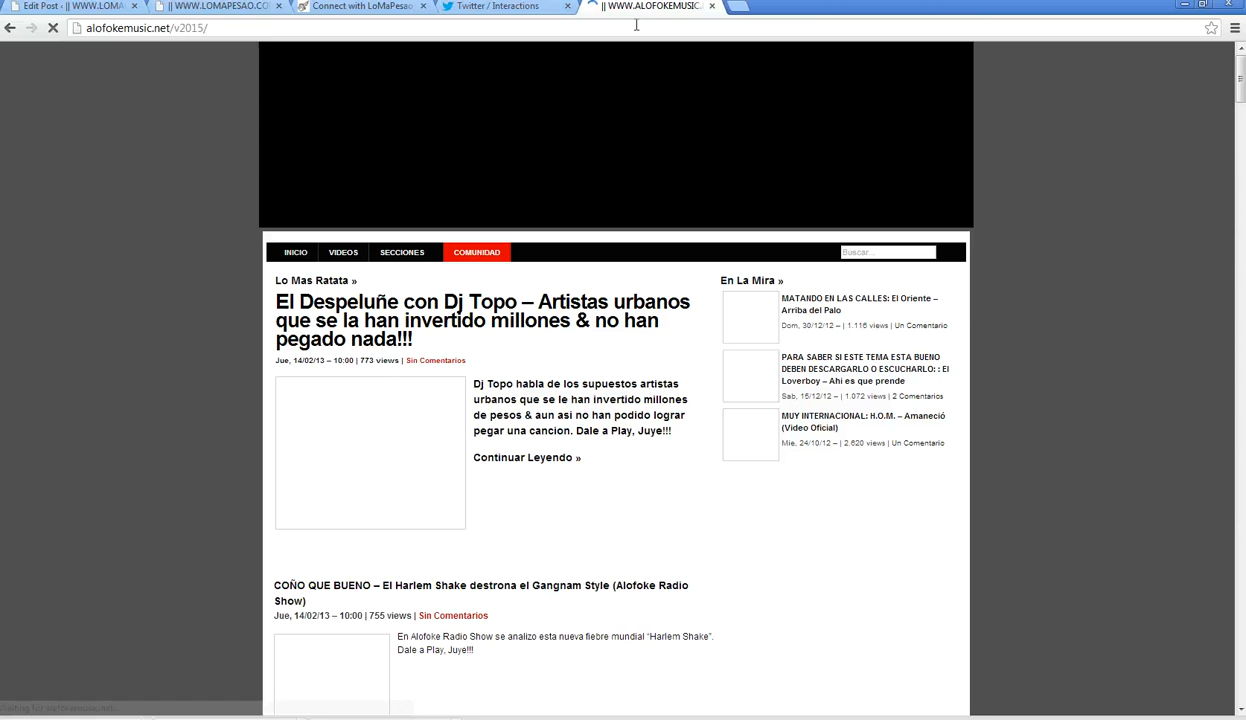 Edit Post ‹ || WWW.LOMA
|| WWW.LOMAPESAO.CO
Connect with LoMaPesao
Twitter / Interactions
|| WWW.ALOFOKEMUSIC.
alofokemusic.net/v2015/
INICIO VIDEOS SECCIONES COMUNIDAD Buscar...
Lo Mas Ratata »
El Despeluñe con Dj Topo – Artistas urbanos
que se la han invertido millones & no han
pegado nada!!!
Jue, 14/02/13 – 10:00 | 773 views | Sin Comentarios
Dj Topo habla de los supuestos artistas
urbanos que se le han invertido millones
de pesos & aun asi no han podido lograr
pegar una cancion. Dale a Play, Juye!!!
Continuar Leyendo »
COÑO QUE BUENO – El Harlem Shake destrona el Gangnam Style (Alofoke Radio
Show)
Jue, 14/02/13 – 10:00 | 755 views | Sin Comentarios
En Alofoke Radio Show se analizo esta nueva fiebre mundial “Harlem Shake”.
Dale a Play, Juye!!!
En La Mira »
MATANDO EN LAS CALLES: El Oriente –
Arriba del Palo
Dom, 30/12/12 – | 1.116 views | Un Comentario
PARA SABER SI ESTE TEMA ESTA BUENO
DEBEN DESCARGARLO O ESCUCHARLO: : El
Loverboy – Ahi es que prende
Sab, 15/12/12 – | 1.072 views | 2 Comentarios
MUY INTERNACIONAL: H.O.M. – Amaneció
(Video Oficial)
Mie, 24/10/12 – | 2.620 views | Un Comentario